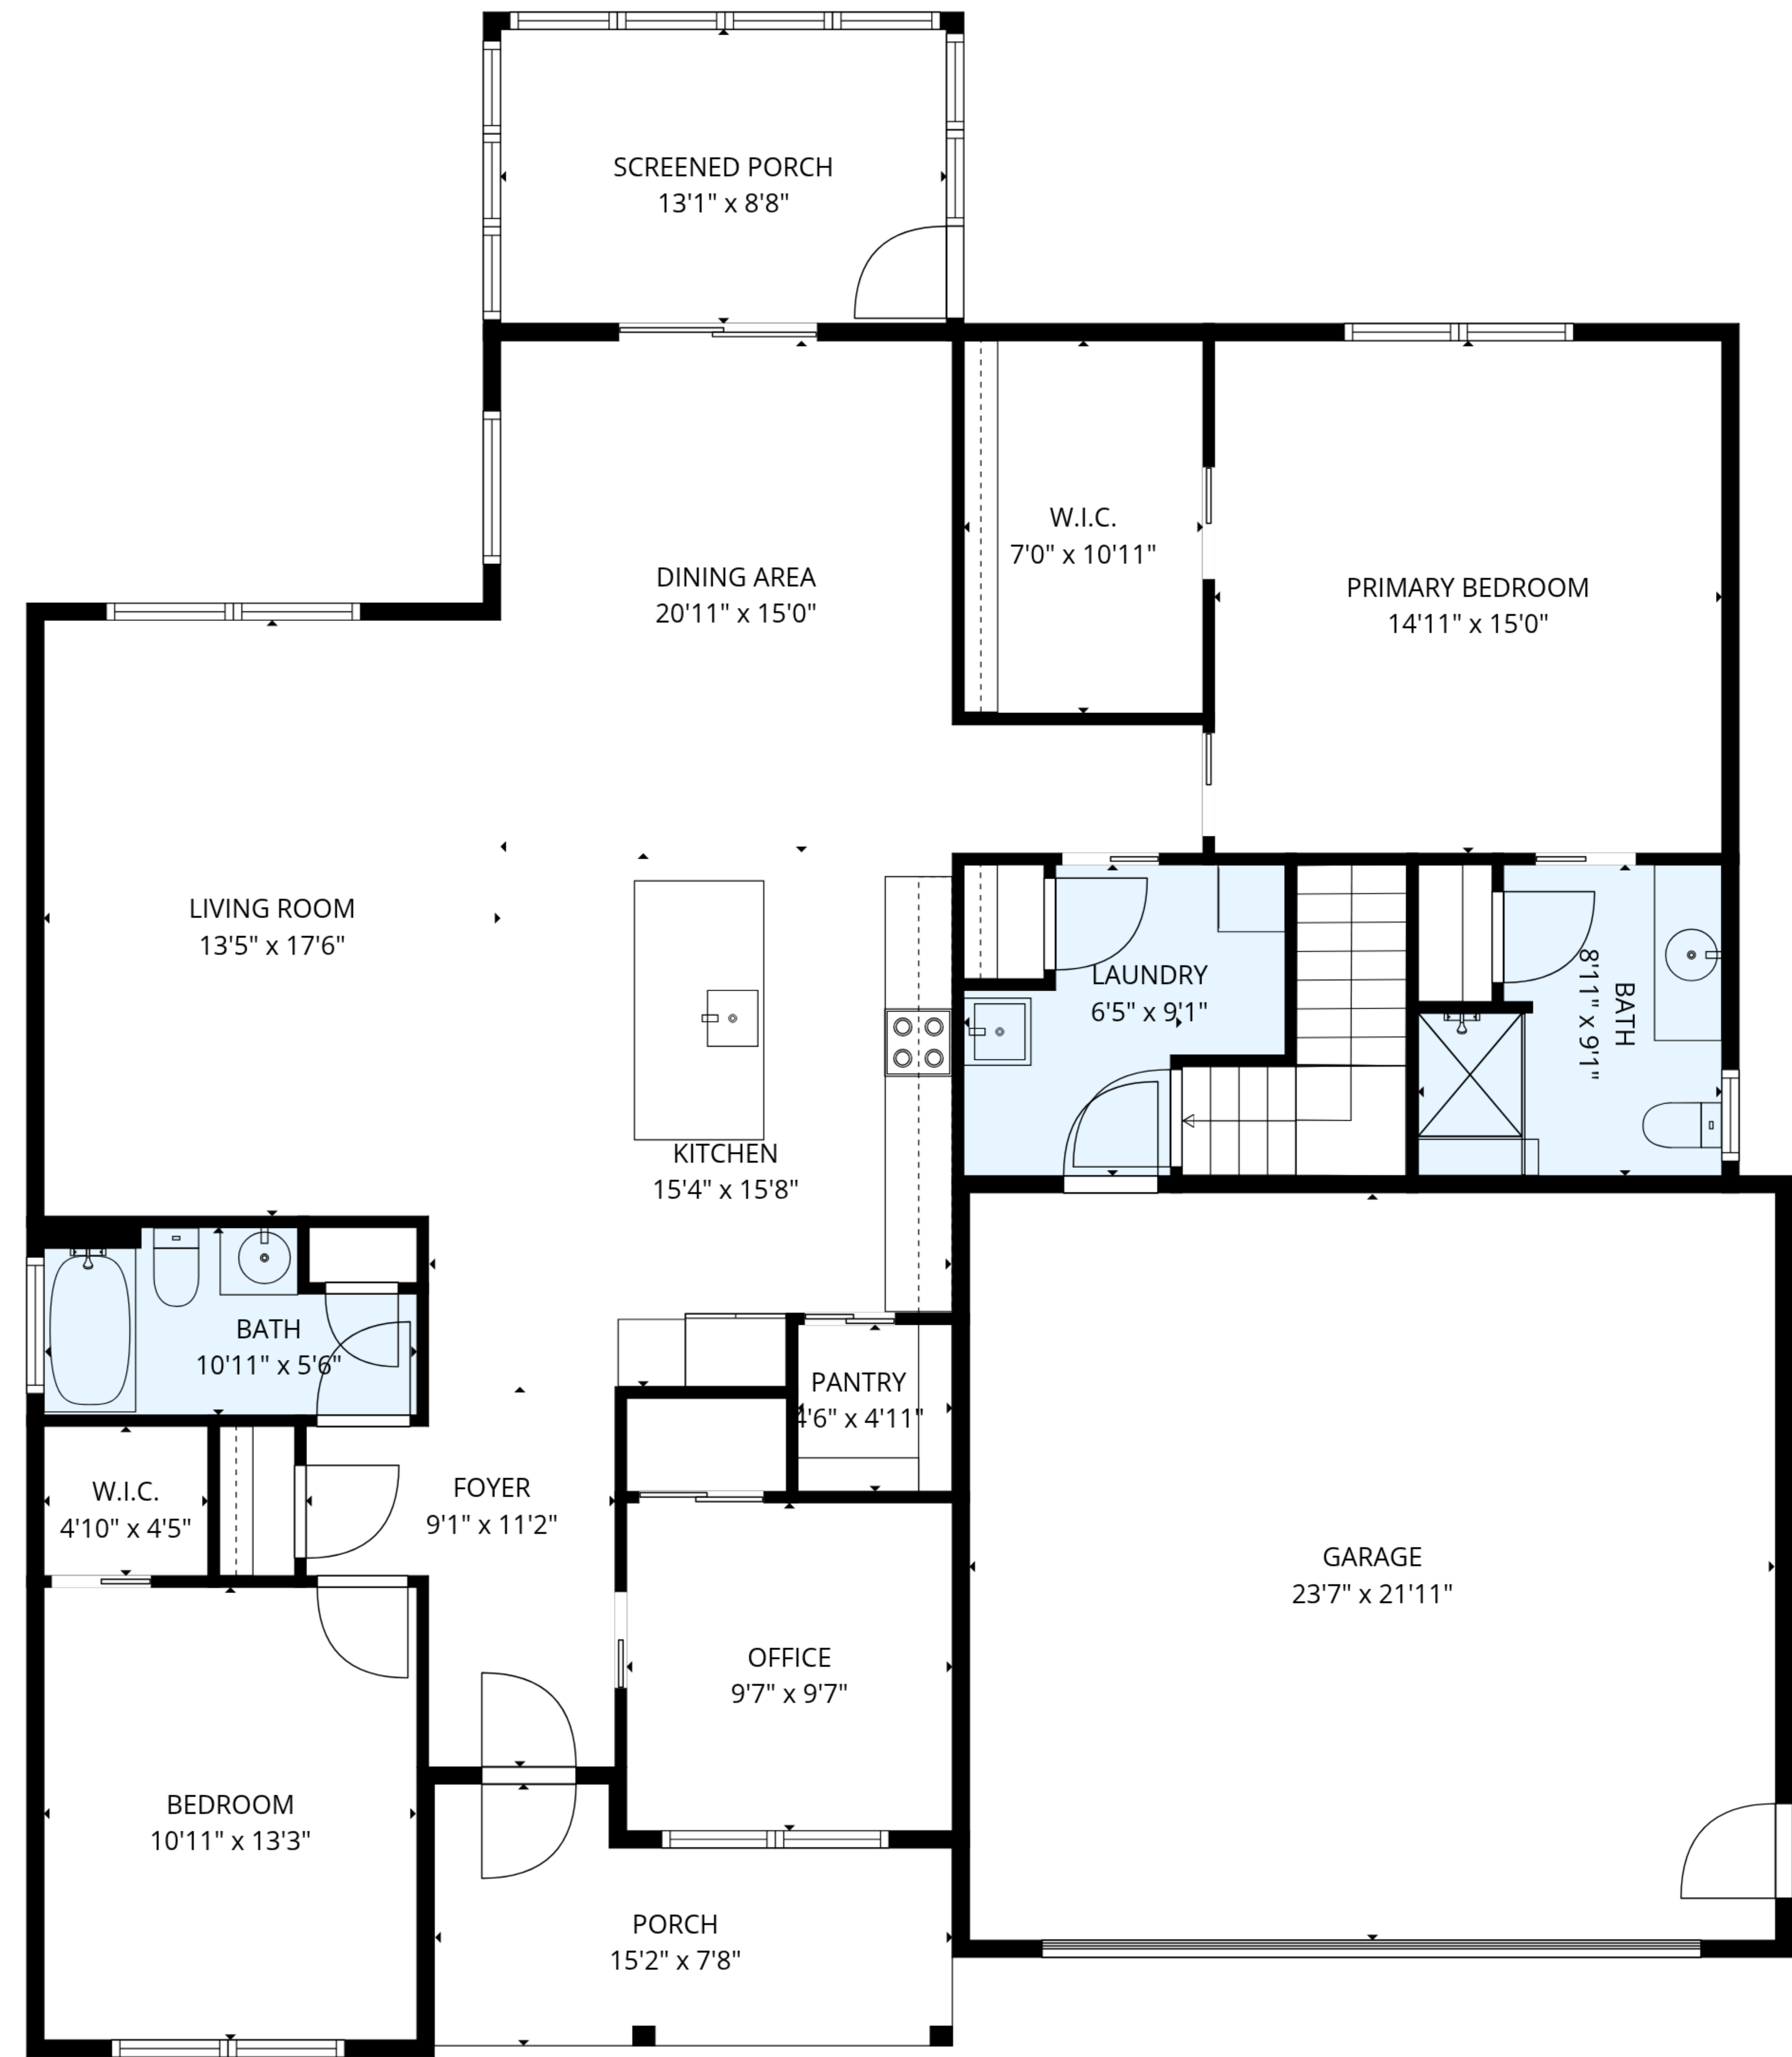 SCREENED PORCH
13'1" x 8'8"
W.I.C.
7'0" x 10'11"
DINING AREA
20'11" x 15'0"
PRIMARY BEDROOM
14'11" x 15'0"
LIVING ROOM
13'5" x 17'6"
LAUNDRY
6'5" x 9'1"
BATH
8'11" x 9'1"
KITCHEN
15'4" x 15'8"
BATH
10'11" x 5'6"
PANTRY
4'6" x 4'11"
W.I.C.
4'10" x 4'5"
FOYER
9'1" x 11'2"
GARAGE
23'7" x 21'11"
OFFICE
9'7" x 9'7"
BEDROOM
10'11" x 13'3"
PORCH
15'2" x 7'8"